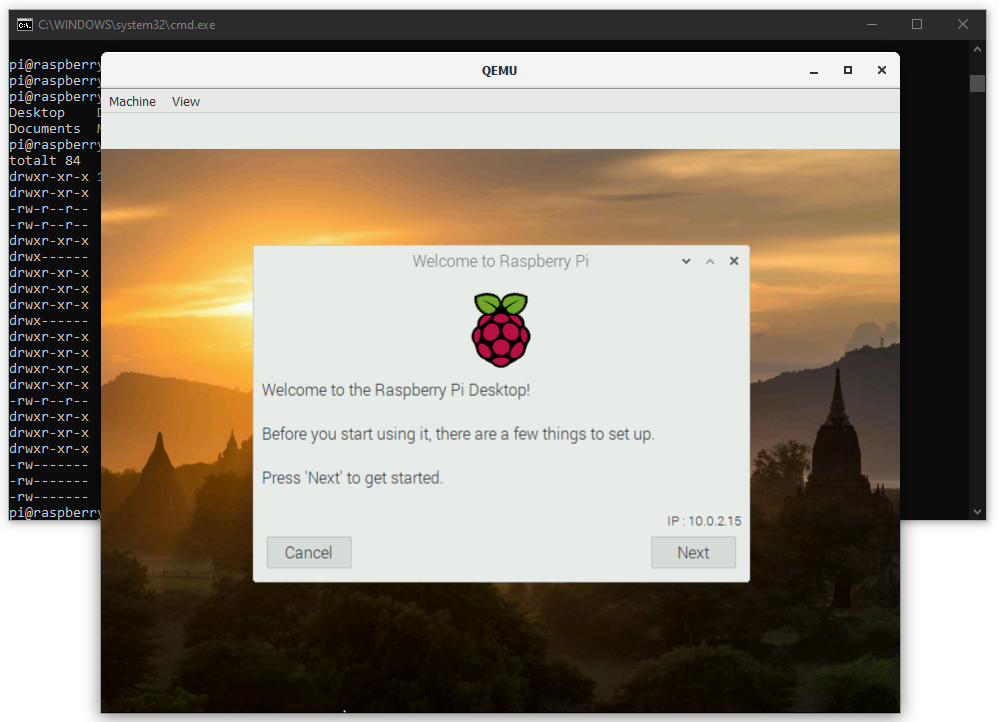 C:\WINDOWS\system32\cmd.exe
pi@raspberry
pi@raspberry
pi@raspberry
Desktop
Documents
pi@raspberry
totalt 84
drwxr-xr-x 1
drwxr-xr-x
-rw-r--r--
-rw-r--r--
drwxr-xr-x
drwx------
drwxr-xr-x
drwxr-xr-x
drwxr-xr-x
drwx------
drwxr-xr-x
drwxr-xr-x
drwxr-xr-x
drwxr-xr-x
-rw-r--r--
drwxr-xr-x
drwxr-xr-x
drwxr-xr-x
-rw-------
-rw-------
-rw-------
pi@raspberry
QEMU
Machine View
Welcome to Raspberry Pi
Welcome to the Raspberry Pi Desktop!
Before you start using it, there are a few things to set up.
Press 'Next' to get started.
IP : 10.0.2.15
Cancel Next